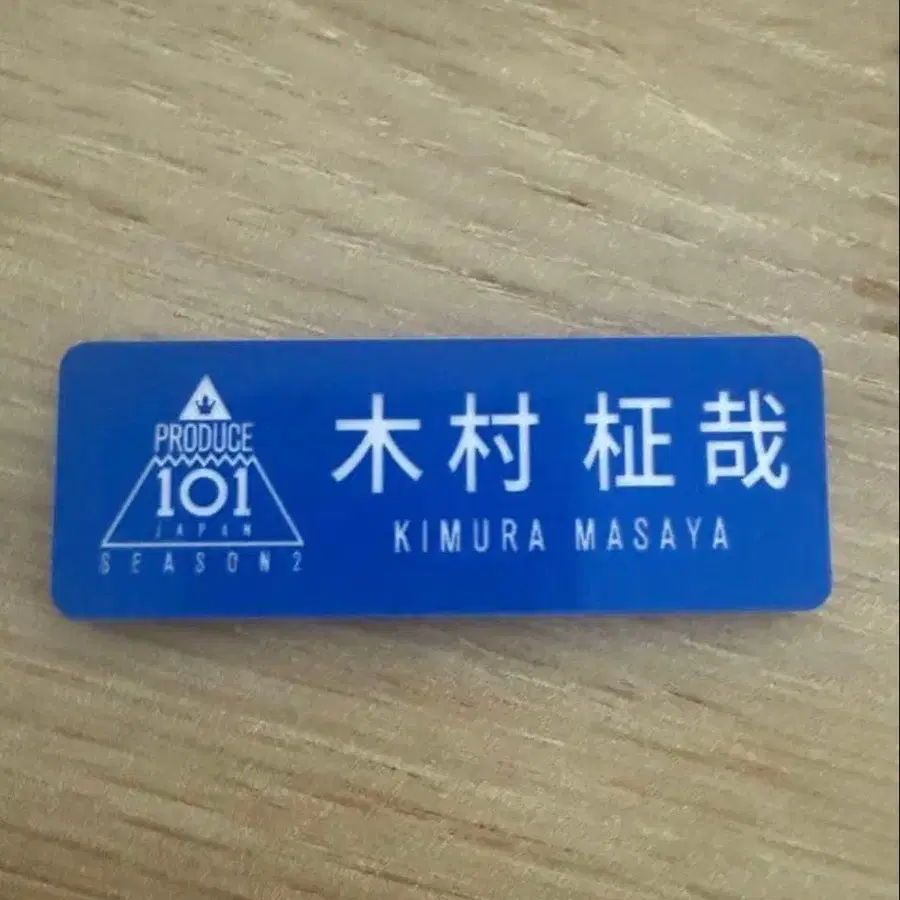 PRODUCE
101
JAPAN
SEASON2
木村 柾哉
KIMURA MASAYA